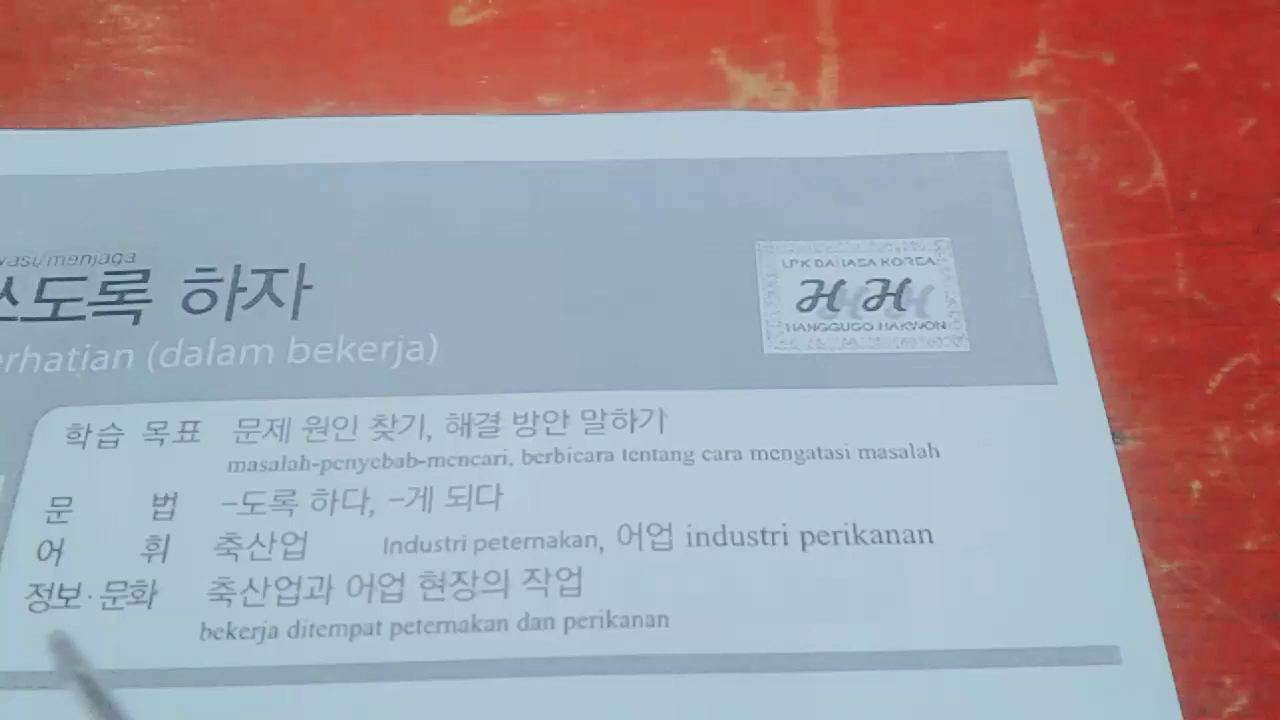 menjaga
도록 하자
(dalam bekerja)
LPK BAHASA KOREA
HH
HANGGUGO HAKWON
학습 목표 문제 원인 찾기, 해결 방안 말하기
masalah-penyebab-mencari, berbicara tentang cara mengatasi masalah
문 법 -도록 하다, -게 되다
어 휘 축산업 Industri peternakan, 어업 industri perikanan
정보·문화 축산업과 어업 현장의 작업
bekerja ditempat peternakan dan perikanan